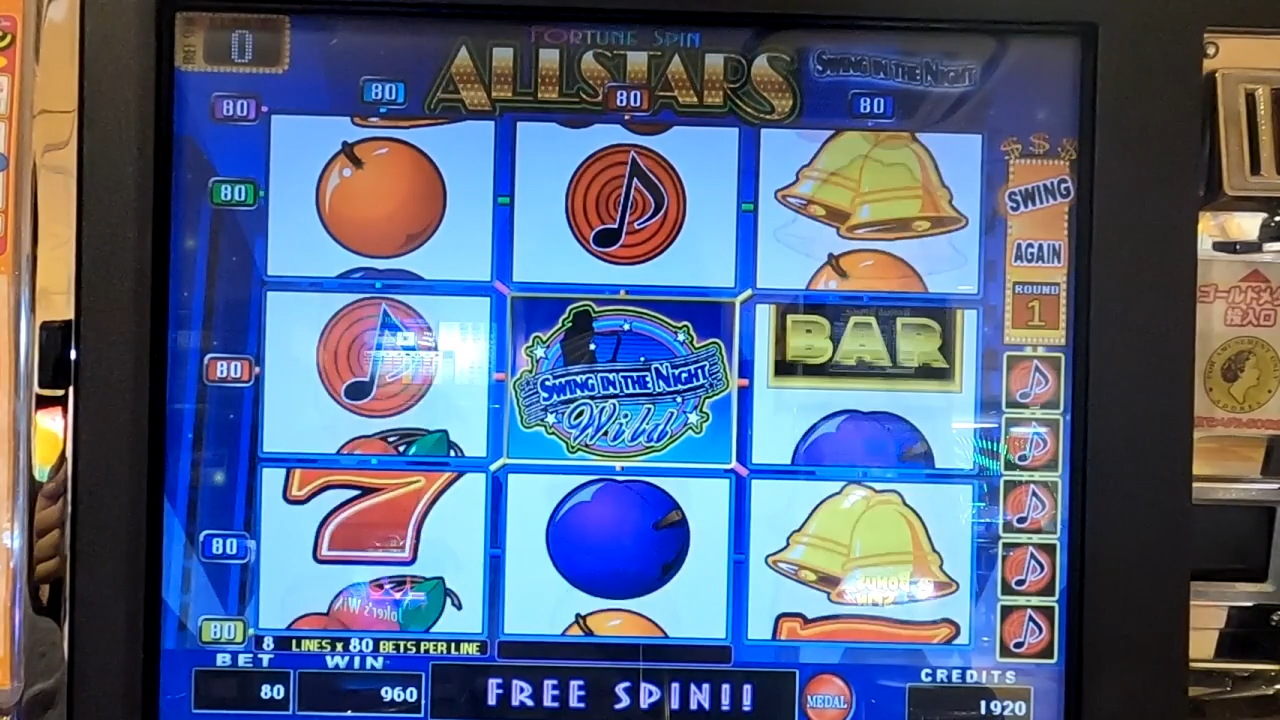 0
FORTUNE SPIN
ALLSTARS
SWING IN THE NIGHT
80
80
80
80
80
SWING
AGAIN
ROUND
1
80
SWING IN THE NIGHT
Wild
BAR
ゴールドメ
投入口
80
7
80
8 LINES x 80 BETS PER LINE
BET
80
WIN
960
FREE SPIN!!
MEDAL
CREDITS
1920